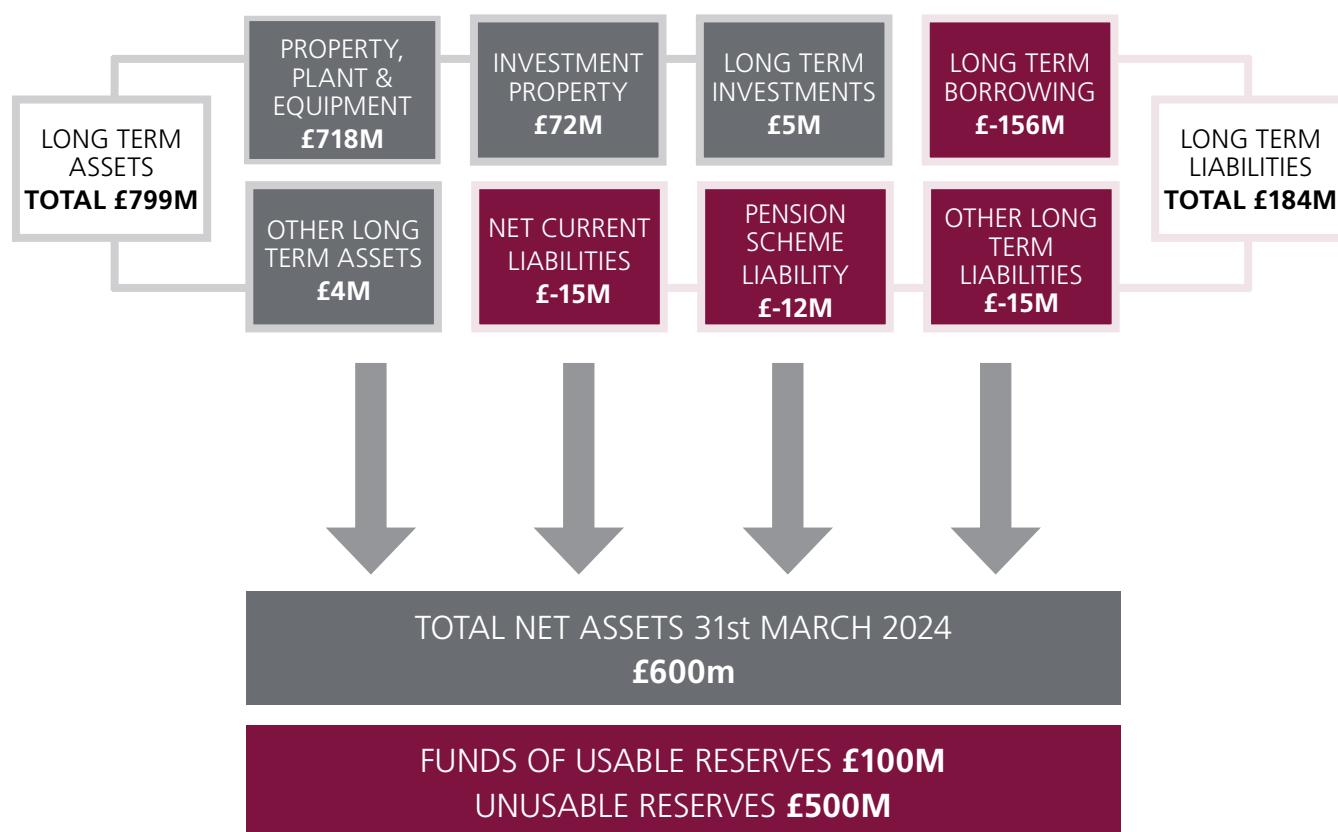 LONG TERM
ASSETS
TOTAL £799M
PROPERTY,
PLANT &
EQUIPMENT
£718M
INVESTMENT
PROPERTY
£72M
LONG TERM
INVESTMENTS
£5M
LONG TERM
BORROWING
£-156M
LONG TERM
LIABILITIES
TOTAL £184M
OTHER LONG
TERM ASSETS
£4M
NET CURRENT
LIABILITIES
£-15M
PENSION
SCHEME
LIABILITY
£-12M
OTHER LONG
TERM
LIABILITIES
£-15M
TOTAL NET ASSETS 31st MARCH 2024
£600m
FUNDS OF USABLE RESERVES £100M
UNUSABLE RESERVES £500M